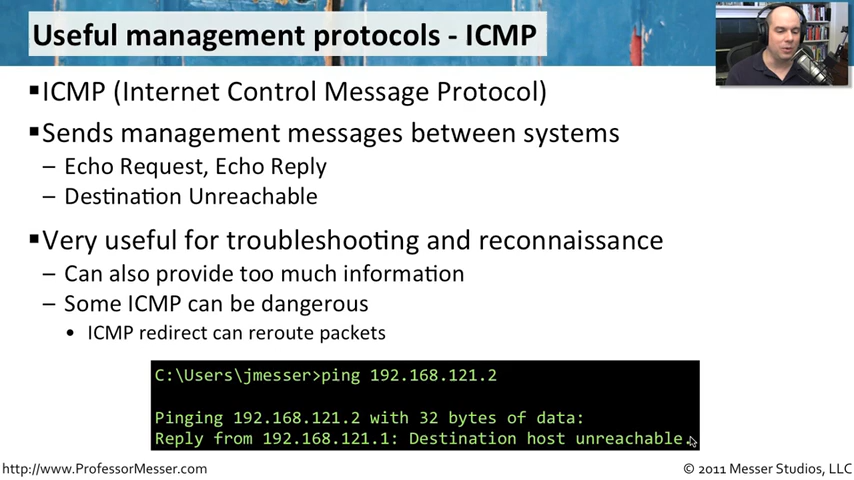 Useful management protocols - ICMP
▪ICMP (Internet Control Message Protocol)
▪Sends management messages between systems
– Echo Request, Echo Reply
– Destination Unreachable
▪Very useful for troubleshooting and reconnaissance
– Can also provide too much information
– Some ICMP can be dangerous
• ICMP redirect can reroute packets
C:\Users\jmesser>ping 192.168.121.2
Pinging 192.168.121.2 with 32 bytes of data:
Reply from 192.168.121.1: Destination host unreachable.
http://www.ProfessorMesser.com
© 2011 Messer Studios, LLC